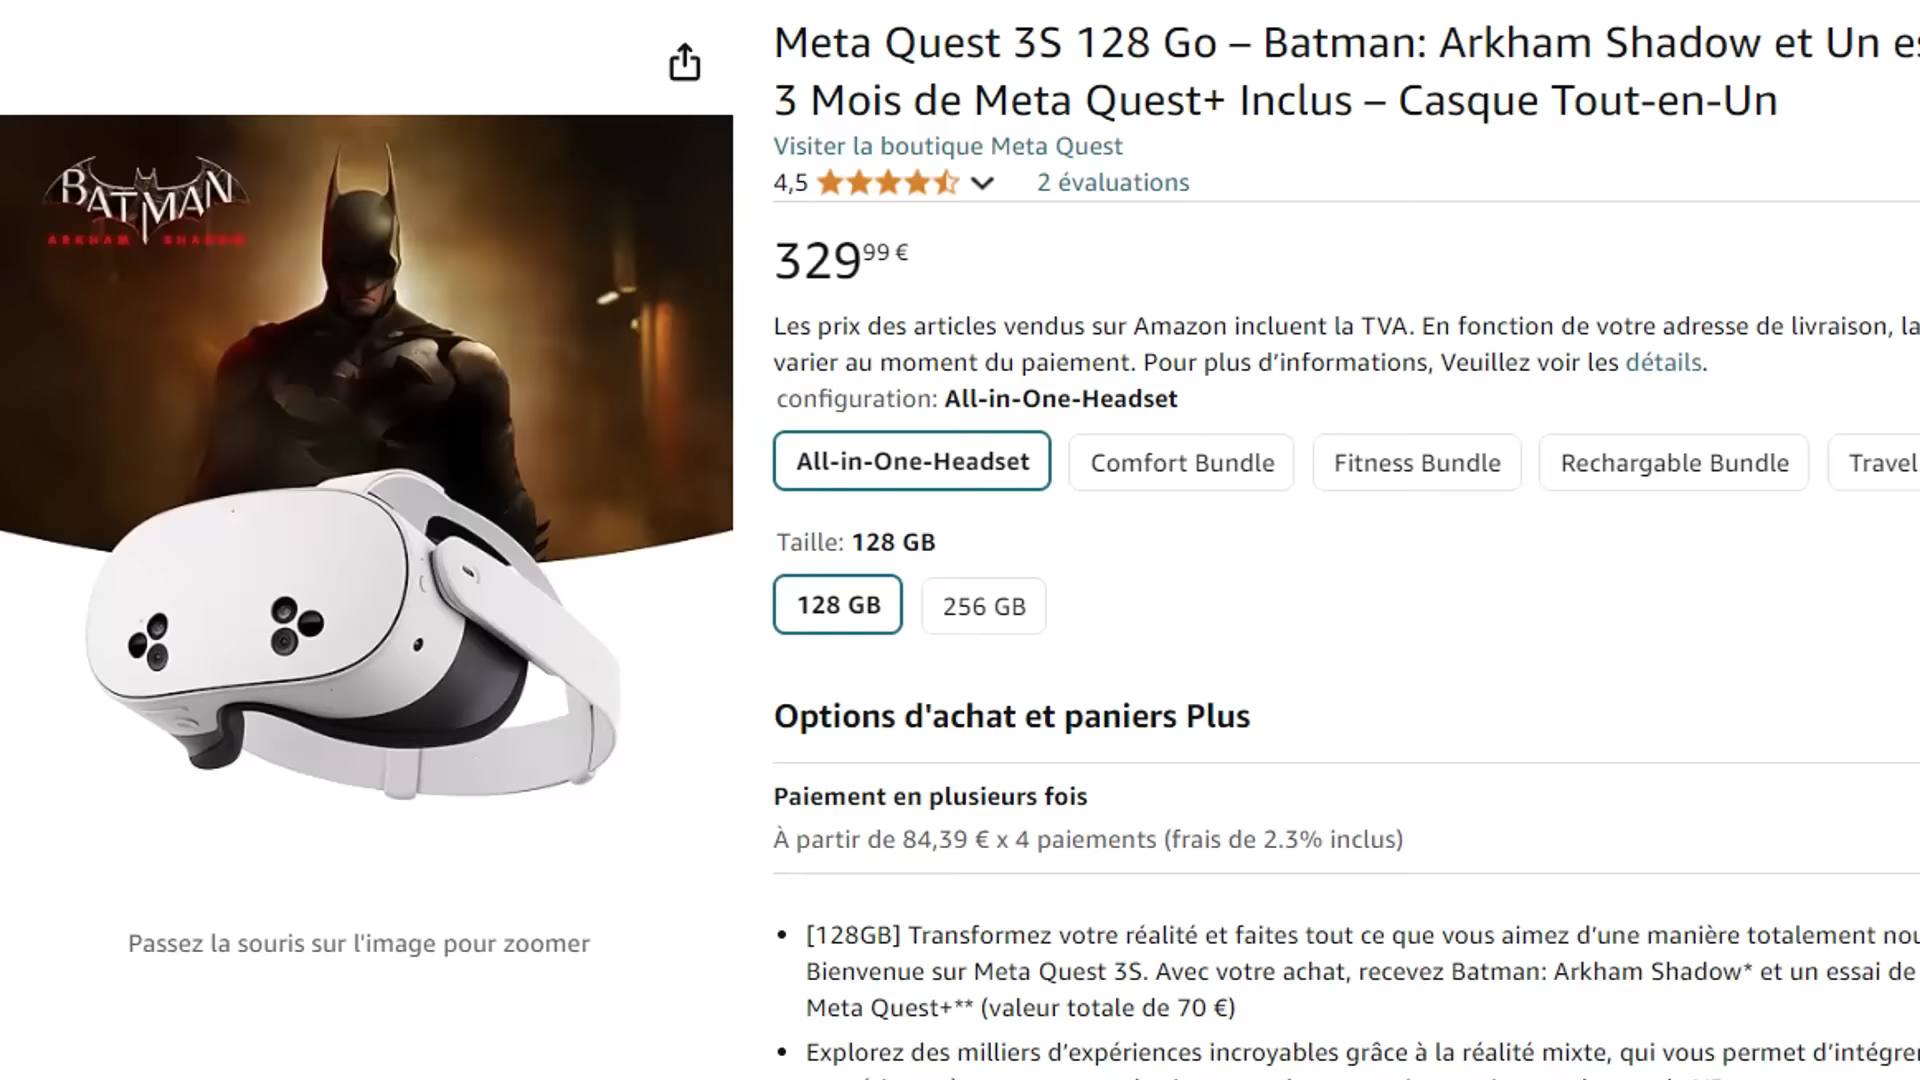 Meta Quest 3S 128 Go – Batman: Arkham Shadow et Un
3 Mois de Meta Quest+ Inclus – Casque Tout-en-Un
Visiter la boutique Meta Quest
4,5 2 évaluations
BATMAN
ARKHAM SHADOW
329 99 €
Les prix des articles vendus sur Amazon incluent la TVA. En fonction de votre adresse de livraison, la
varier au moment du paiement. Pour plus d’informations, Veuillez voir les détails.
configuration: All-in-One-Headset
All-in-One-Headset Comfort Bundle Fitness Bundle Rechargable Bundle Travel
Taille: 128 GB
128 GB 256 GB
Options d'achat et paniers Plus
Paiement en plusieurs fois
À partir de 84,39 € x 4 paiements (frais de 2.3% inclus)
Passez la souris sur l'image pour zoomer
• [128GB] Transformez votre réalité et faites tout ce que vous aimez d’une manière totalement
Bienvenue sur Meta Quest 3S. Avec votre achat, recevez Batman: Arkham Shadow* et un essai de
Meta Quest+** (valeur totale de 70 €)
• Explorez des milliers d’expériences incroyables grâce à la réalité mixte, qui vous permet